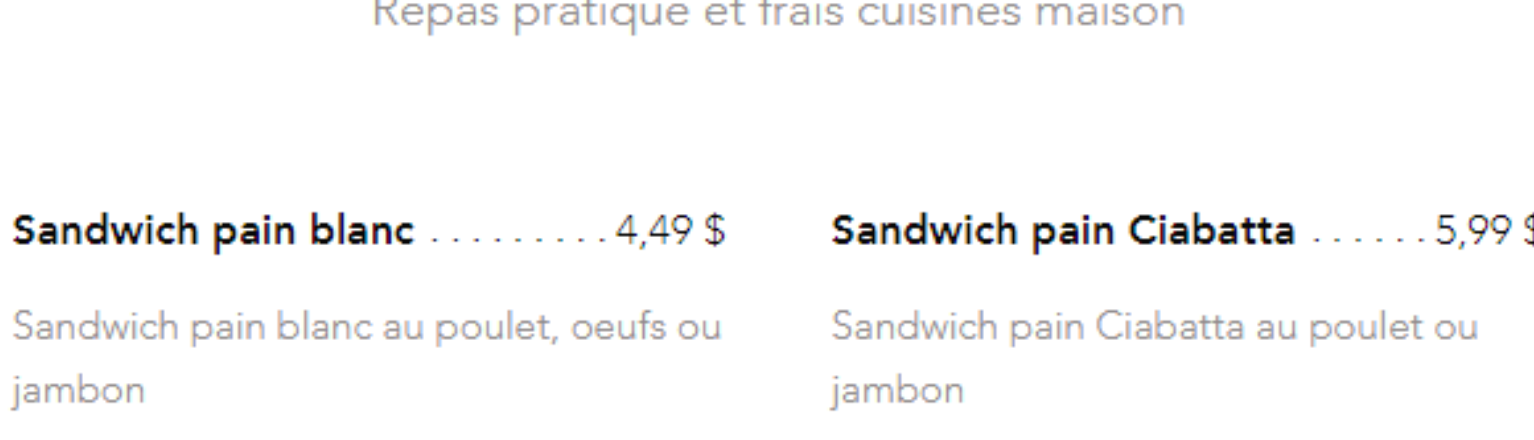 Repas pratique et frais cuisinés maison
Sandwich pain blanc . . . . . . . . . 4,49 $
Sandwich pain blanc au poulet, oeufs ou
jambon
Sandwich pain Ciabatta . . . . . . 5,99 $
Sandwich pain Ciabatta au poulet ou
jambon